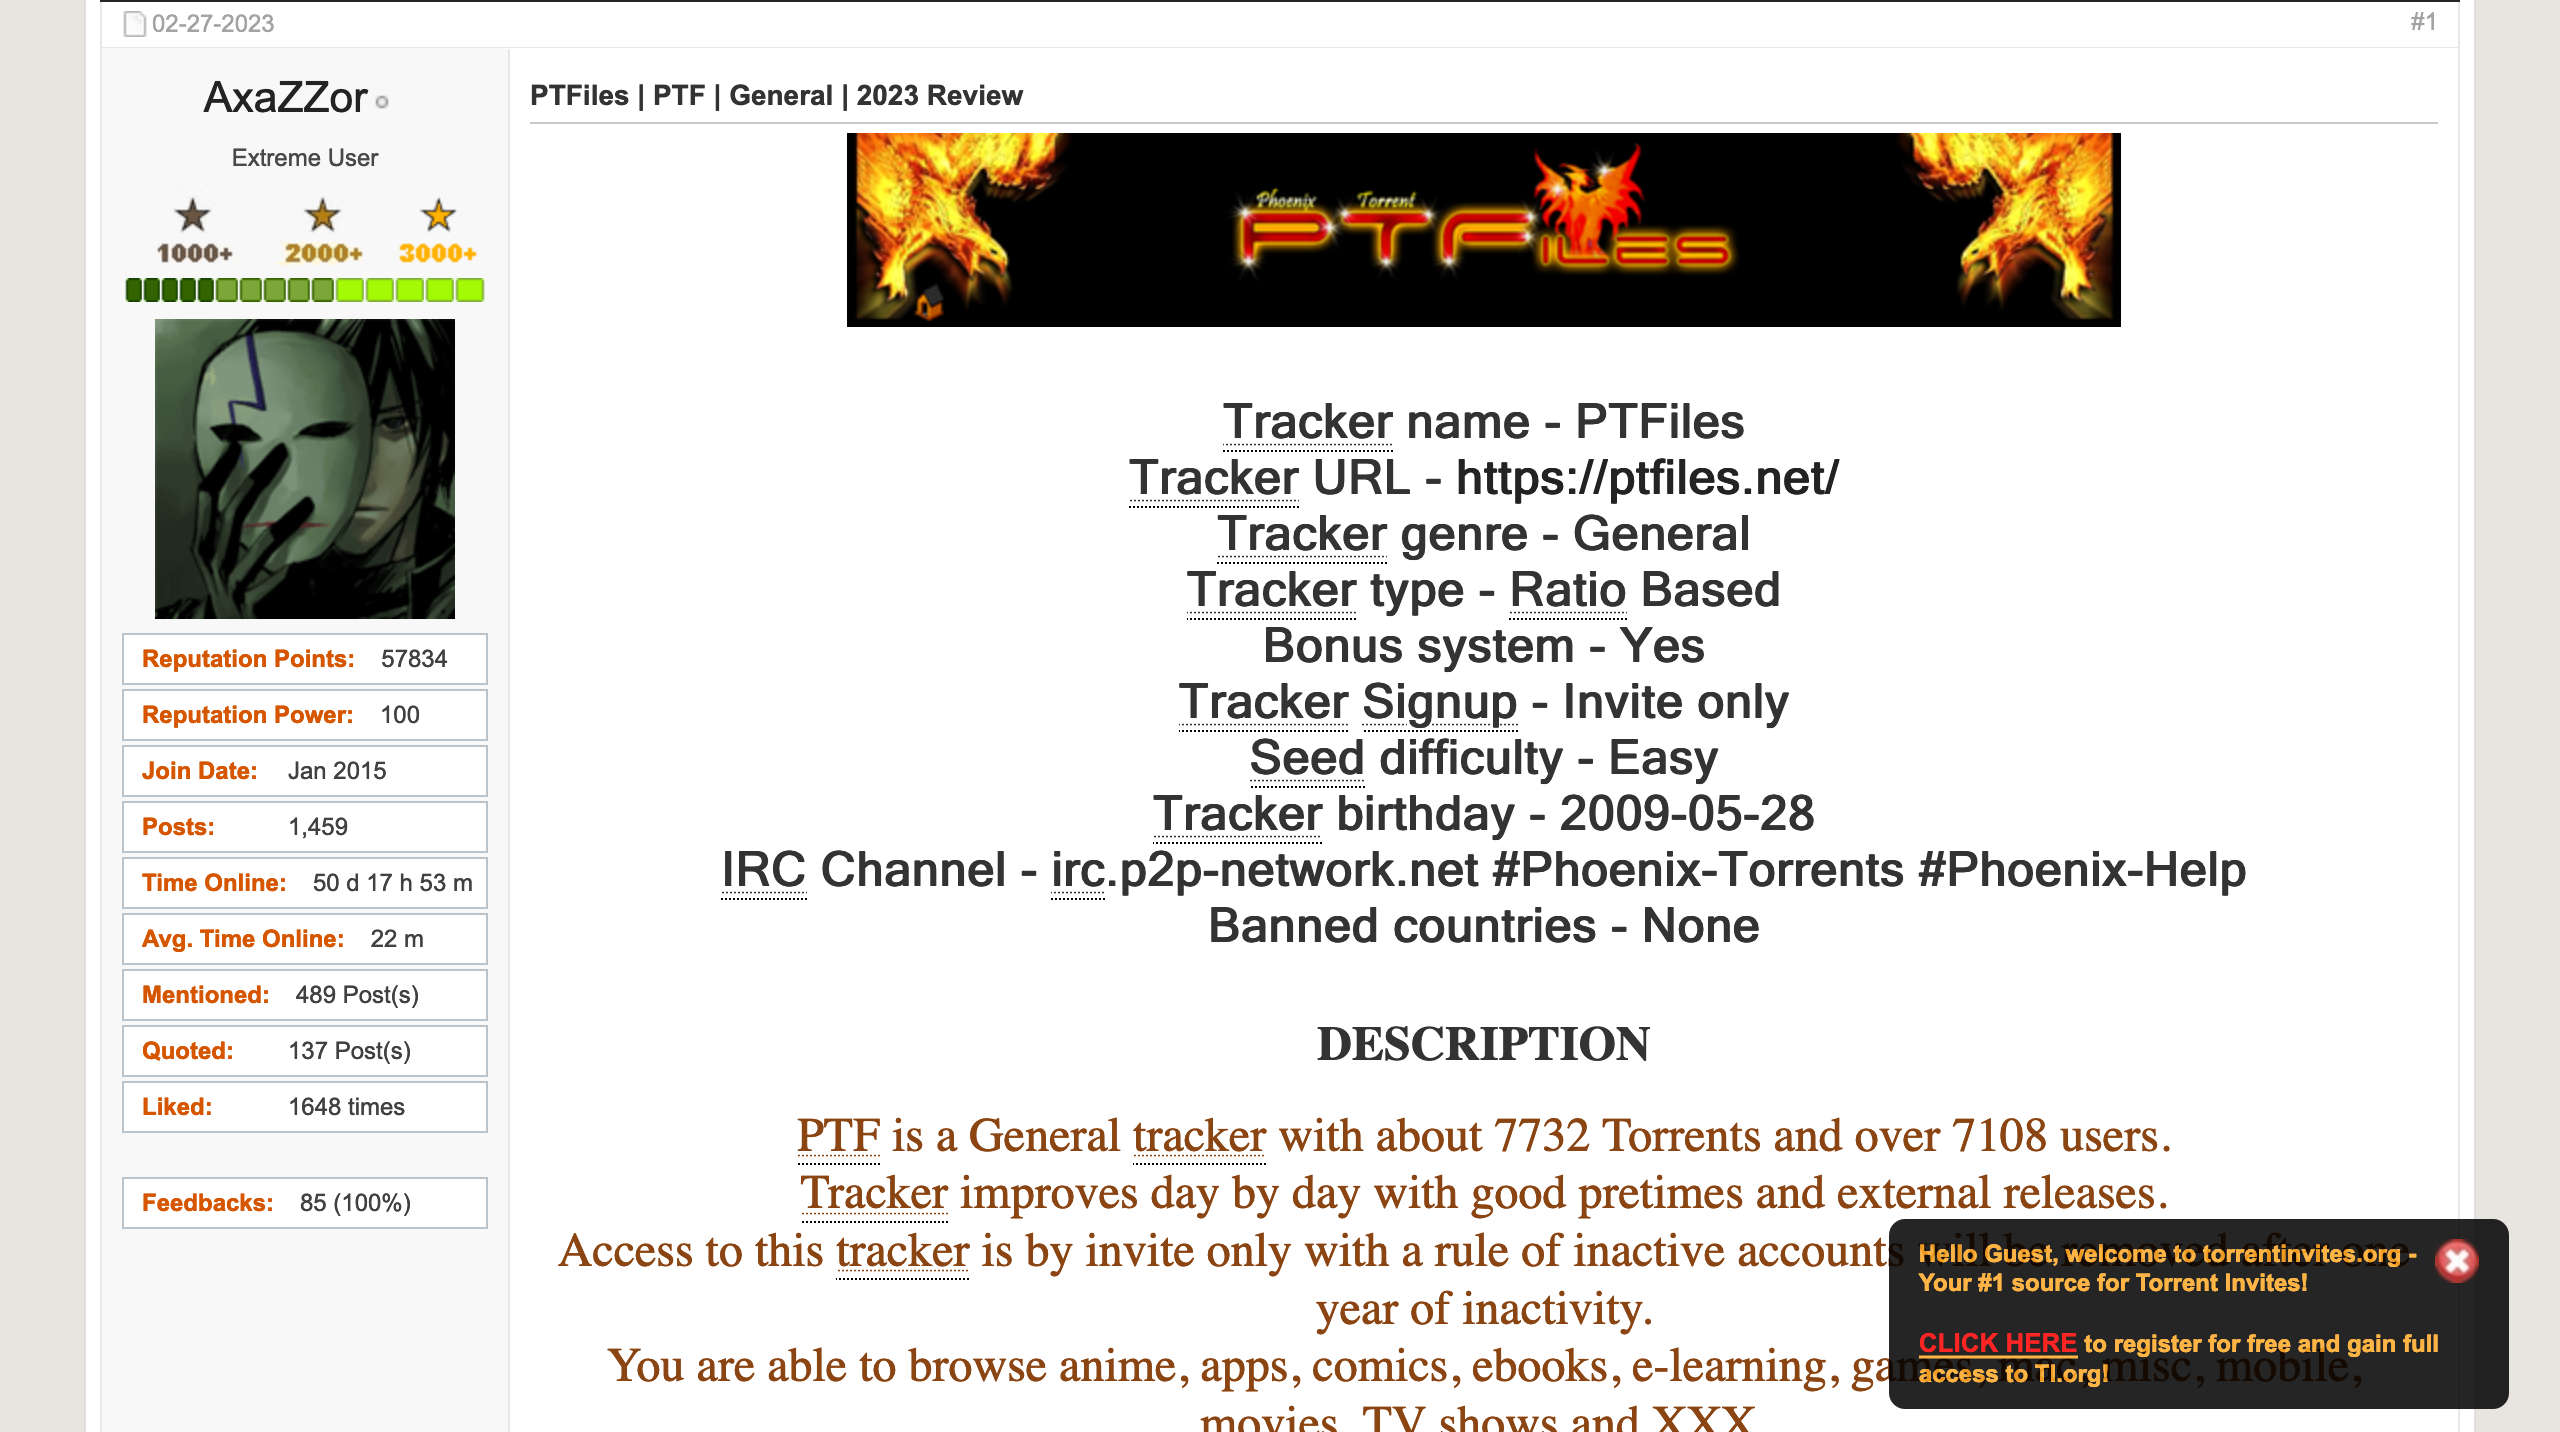 02-27-2023
#1
AxaZZor
Extreme User
1000+ 2000+ 3000+
Reputation Points: 57834
Reputation Power: 100
Join Date: Jan 2015
Posts: 1,459
Time Online: 50 d 17 h 53 m
Avg. Time Online: 22 m
Mentioned: 489 Post(s)
Quoted: 137 Post(s)
Liked: 1648 times
Feedbacks: 85 (100%)
PTFiles | PTF | General | 2023 Review
Phoenix Torrent
PTFiles
Tracker name - PTFiles
Tracker URL - https://ptfiles.net/
Tracker genre - General
Tracker type - Ratio Based
Bonus system - Yes
Tracker Signup - Invite only
Seed difficulty - Easy
Tracker birthday - 2009-05-28
IRC Channel - irc.p2p-network.net #Phoenix-Torrents #Phoenix-Help
Banned countries - None
DESCRIPTION
PTF is a General tracker with about 7732 Torrents and over 7108 users.
Tracker improves day by day with good pretimes and external releases.
Access to this tracker is by invite only with a rule of inactive accounts will be removed after one
year of inactivity.
You are able to browse anime, apps, comics, ebooks, e-learning, games, mac, misc, mobile,
movies, TV shows and XXX
Hello Guest, welcome to torrentinvites.org -
Your #1 source for Torrent Invites!
CLICK HERE to register for free and gain full
access to TI.org!